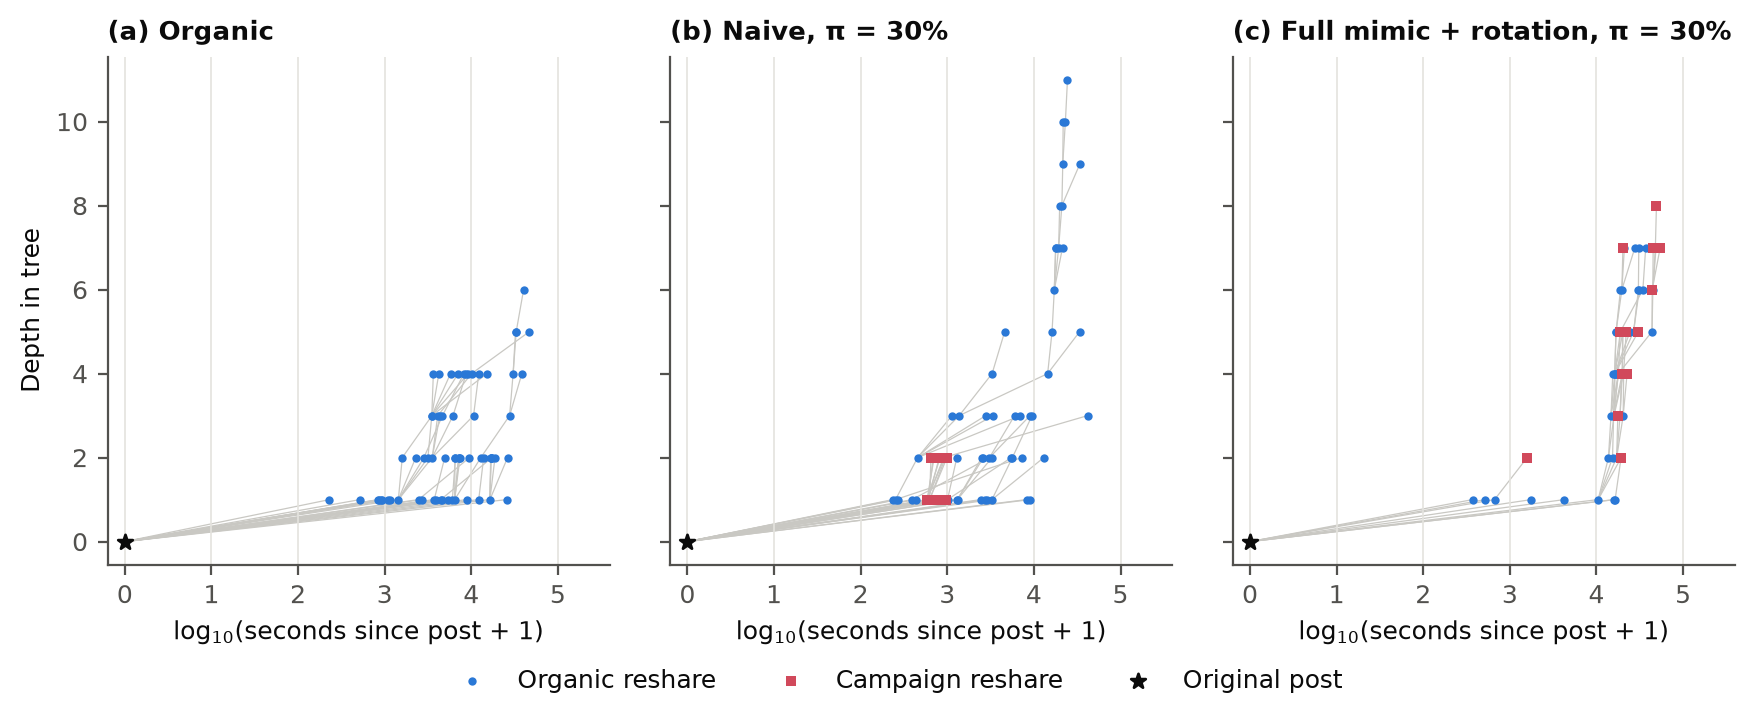 (a) Organic
(b) Naive, π = 30%
(c) Full mimic + rotation, π = 30%
Depth in tree
10
8
6
4
2
0
0 1 2 3 4 5
0 1 2 3 4 5
0 1 2 3 4 5
log₁₀(seconds since post + 1)
log₁₀(seconds since post + 1)
log₁₀(seconds since post + 1)
Organic reshare
Campaign reshare
Original post